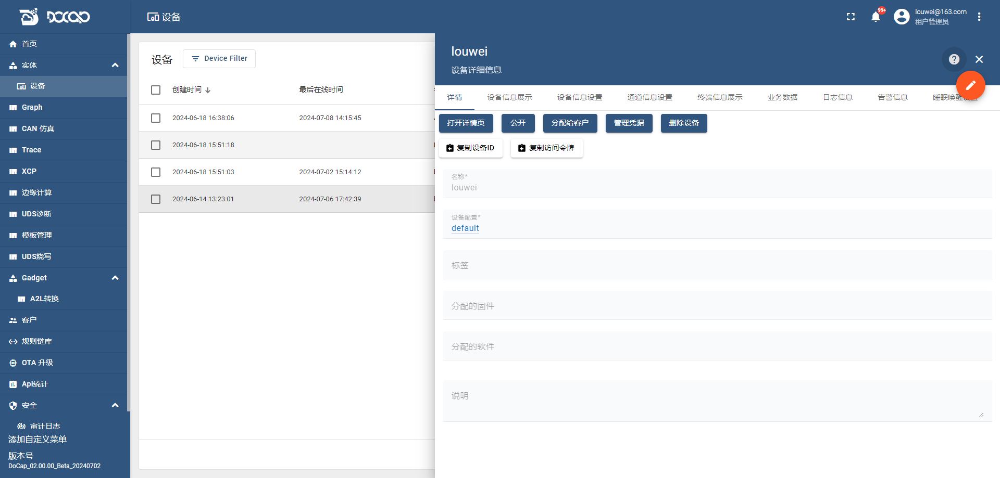 DOCAP
设备
99+
louwei@163.com
租户管理员
首页
实体
设备
Graph
CAN 仿真
Trace
XCP
边缘计算
UDS诊断
模板管理
UDS烧写
Gadget
A2L转换
客户
规则链库
OTA 升级
Api统计
安全
审计日志
添加自定义菜单
版本号
DoCap_02.00.00_Beta_20240702
设备
Device Filter
创建时间 最后在线时间
2024-06-18 16:38:06 2024-07-08 14:15:45
2024-06-18 15:51:18
2024-06-18 15:51:03 2024-07-02 15:14:12
2024-06-14 13:23:01 2024-07-06 17:42:39
louwei
设备详细信息
详情 设备信息展示 设备信息设置 通道信息设置 终端信息展示 业务数据 日志信息 告警信息 睡眠唤醒设置
打开详情页 公开 分配给客户 管理凭据 删除设备
复制设备ID 复制访问令牌
名称*
louwei
设备配置*
default
标签
分配的固件
分配的软件
说明